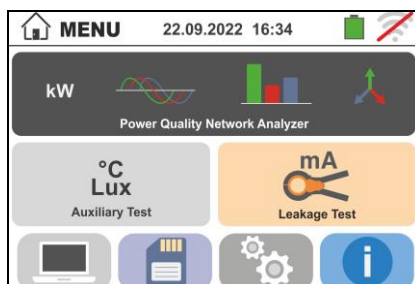 MENU 22.09.2022 16:34
kW
Power Quality Network Analyzer
°C
Lux
Auxiliary Test
mA
Leakage Test
i